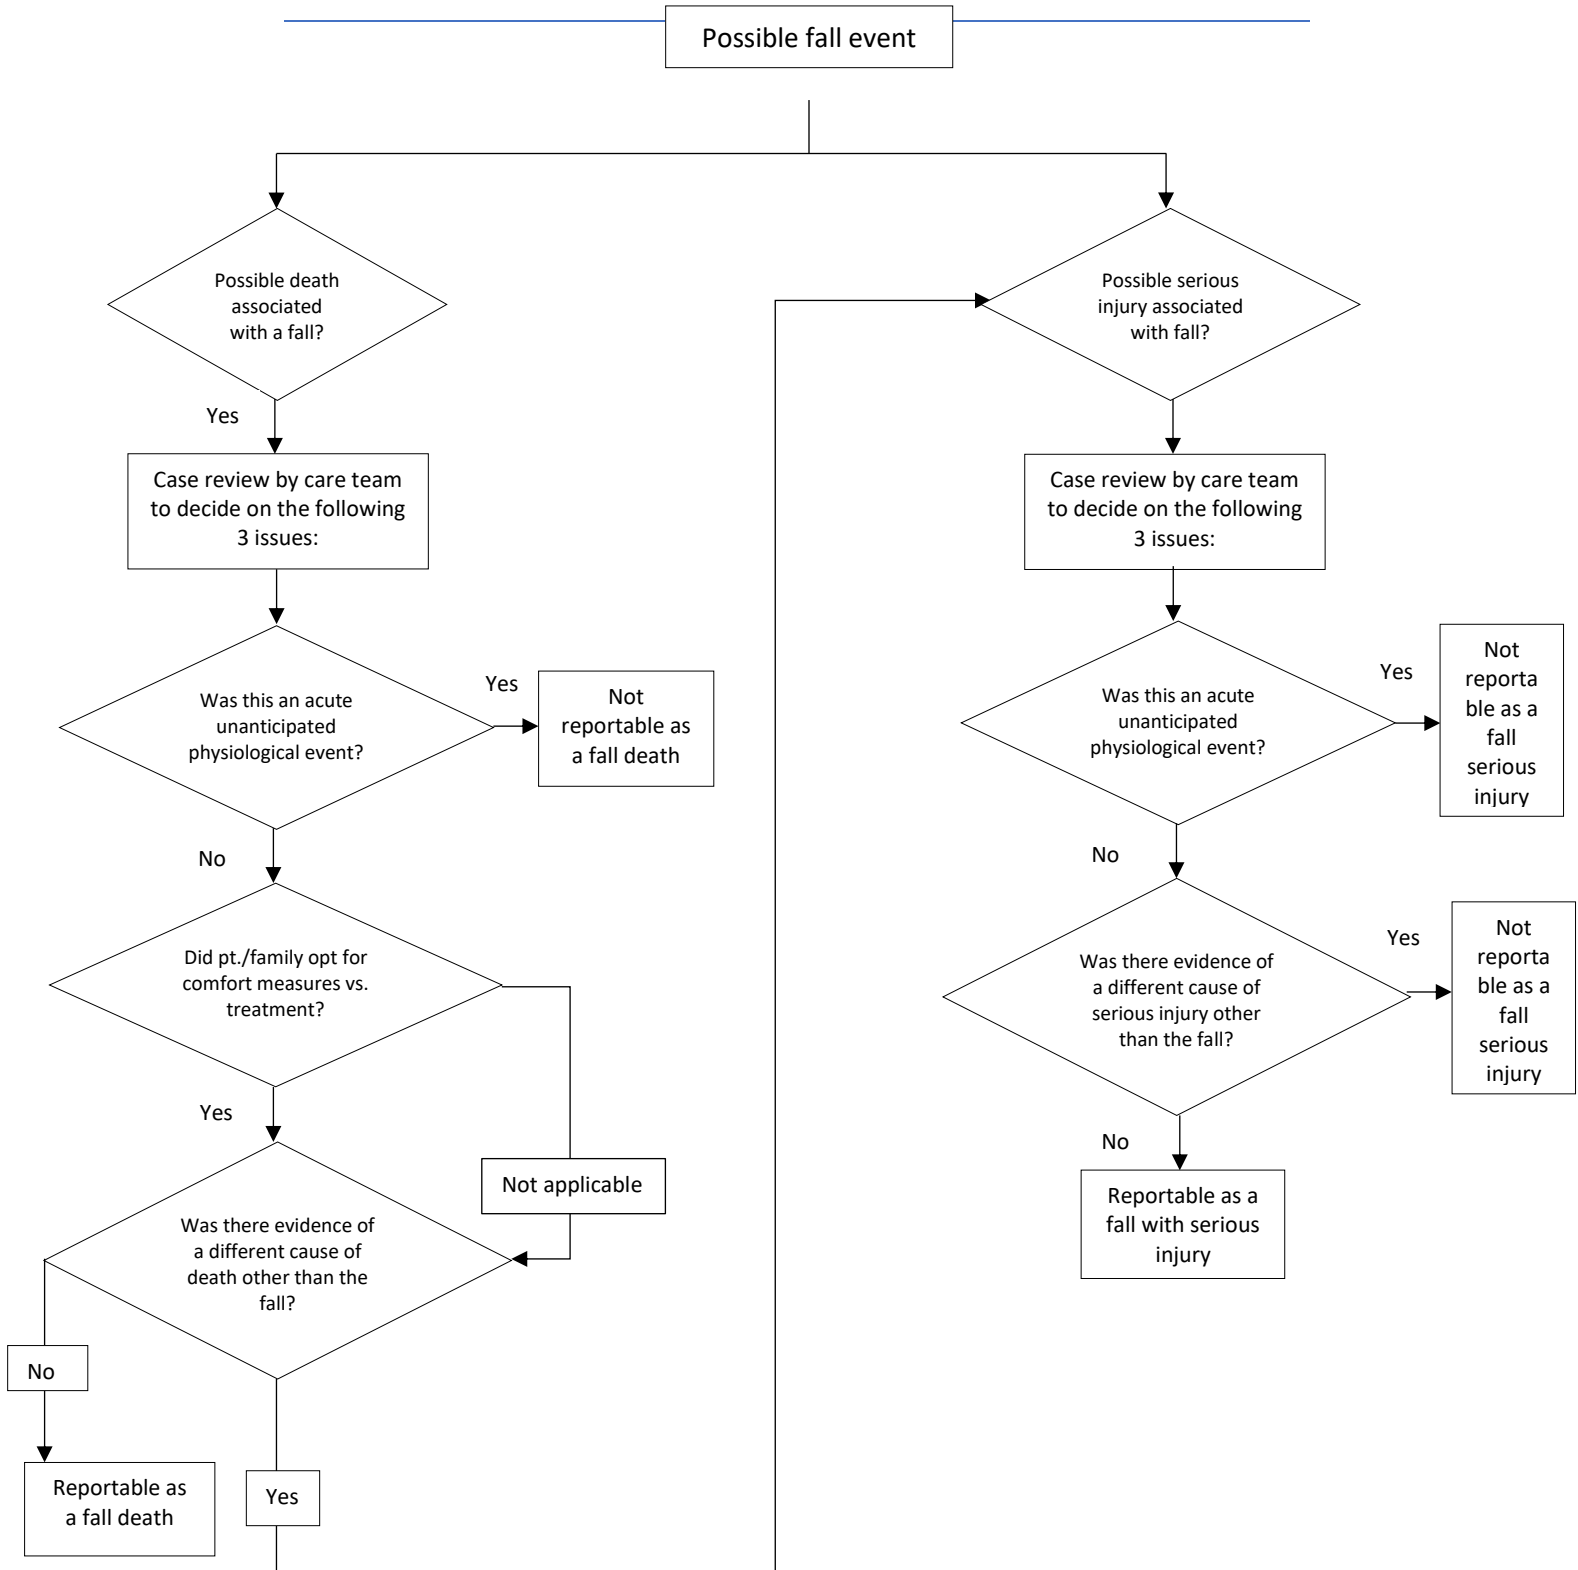 Possible fall event
Possible death
associated
with a fall?
Yes
Case review by care team
to decide on the following
3 issues:
Was this an acute
unanticipated
physiological event?
Yes
Not
reportable as
a fall death
No
Did pt./family opt for
comfort measures vs.
treatment?
Yes
Not applicable
Was there evidence of
a different cause of
death other than the
fall?
No
Reportable as
a fall death
Yes
Possible serious
injury associated
with fall?
Case review by care team
to decide on the following
3 issues:
Was this an acute
unanticipated
physiological event?
Yes
Not
reporta
ble as a
fall
serious
injury
No
Was there evidence of
a different cause of
serious injury other
than the fall?
Yes
Not
reporta
ble as a
fall
serious
injury
No
Reportable as a
fall with serious
injury